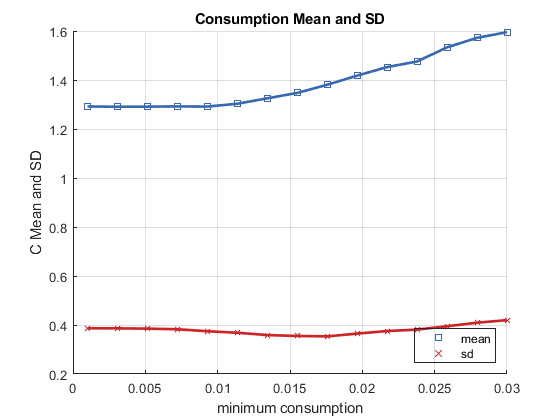 Consumption Mean and SD
1.6
1.4
1.2
1
0.8
0.6
0.4
0.2
C Mean and SD
0 0.005 0.01 0.015 0.02 0.025 0.03
minimum consumption
mean
sd